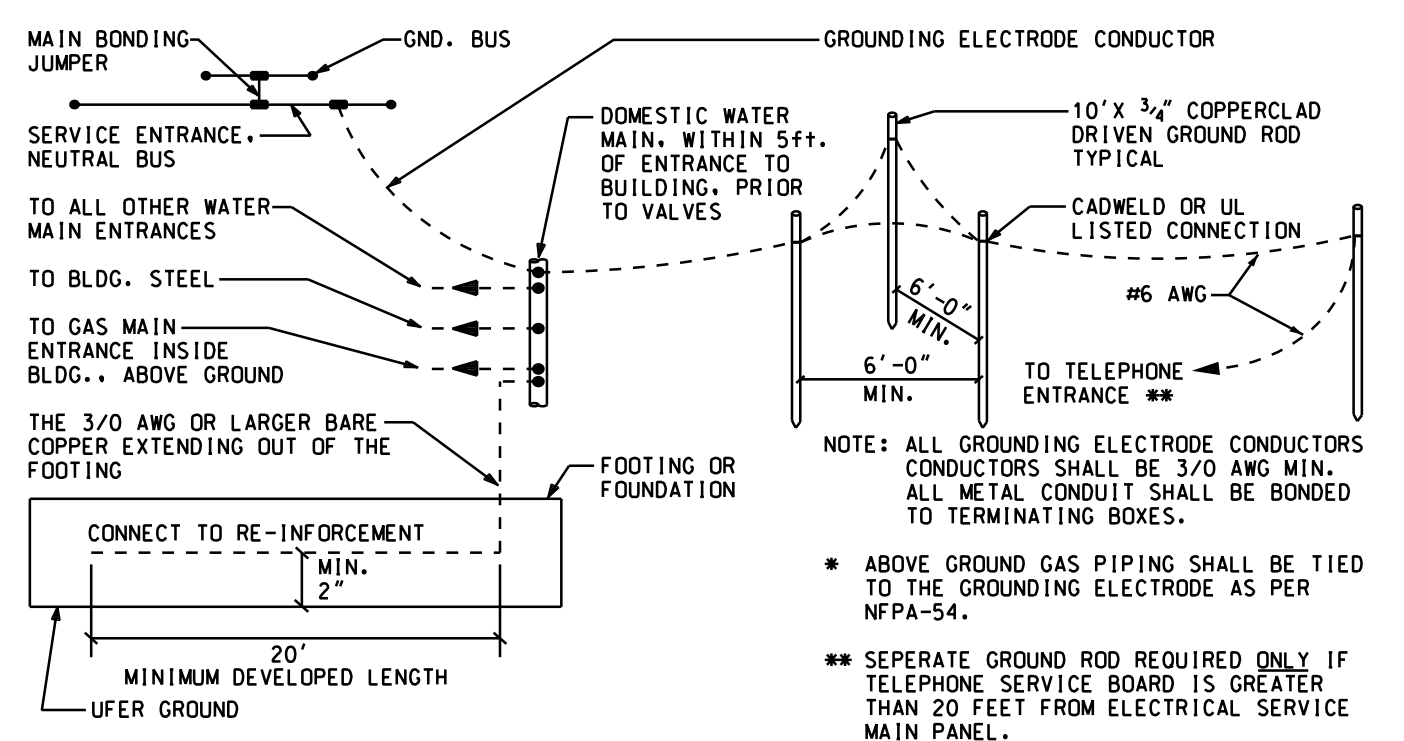 MAIN BONDING
JUMPER
GND. BUS
GROUNDING ELECTRODE CONDUCTOR
SERVICE ENTRANCE,
NEUTRAL BUS
DOMESTIC WATER
MAIN, WITHIN 5ft.
OF ENTRANCE TO
BUILDING, PRIOR
TO VALVES
10'X 3/4" COPPERCLAD
DRIVEN GROUND ROD
TYPICAL
TO ALL OTHER WATER
MAIN ENTRANCES
CADWELD OR UL
LISTED CONNECTION
TO BLDG. STEEL
#6 AWG
6'-0"
MIN.
6'-0"
MIN.
TO GAS MAIN
ENTRANCE INSIDE
BLDG., ABOVE GROUND
TO TELEPHONE
ENTRANCE **
THE 3/0 AWG OR LARGER BARE
COPPER EXTENDING OUT OF THE
FOOTING
FOOTING OR
FOUNDATION
CONNECT TO RE-INFORCEMENT
MIN.
2"
20'
MINIMUM DEVELOPED LENGTH
UFER GROUND
NOTE: ALL GROUNDING ELECTRODE CONDUCTORS
CONDUCTORS SHALL BE 3/0 AWG MIN.
ALL METAL CONDUIT SHALL BE BONDED
TO TERMINATING BOXES.
* ABOVE GROUND GAS PIPING SHALL BE TIED
TO THE GROUNDING ELECTRODE AS PER
NFPA-54.
** SEPERATE GROUND ROD REQUIRED ONLY IF
TELEPHONE SERVICE BOARD IS GREATER
THAN 20 FEET FROM ELECTRICAL SERVICE
MAIN PANEL.